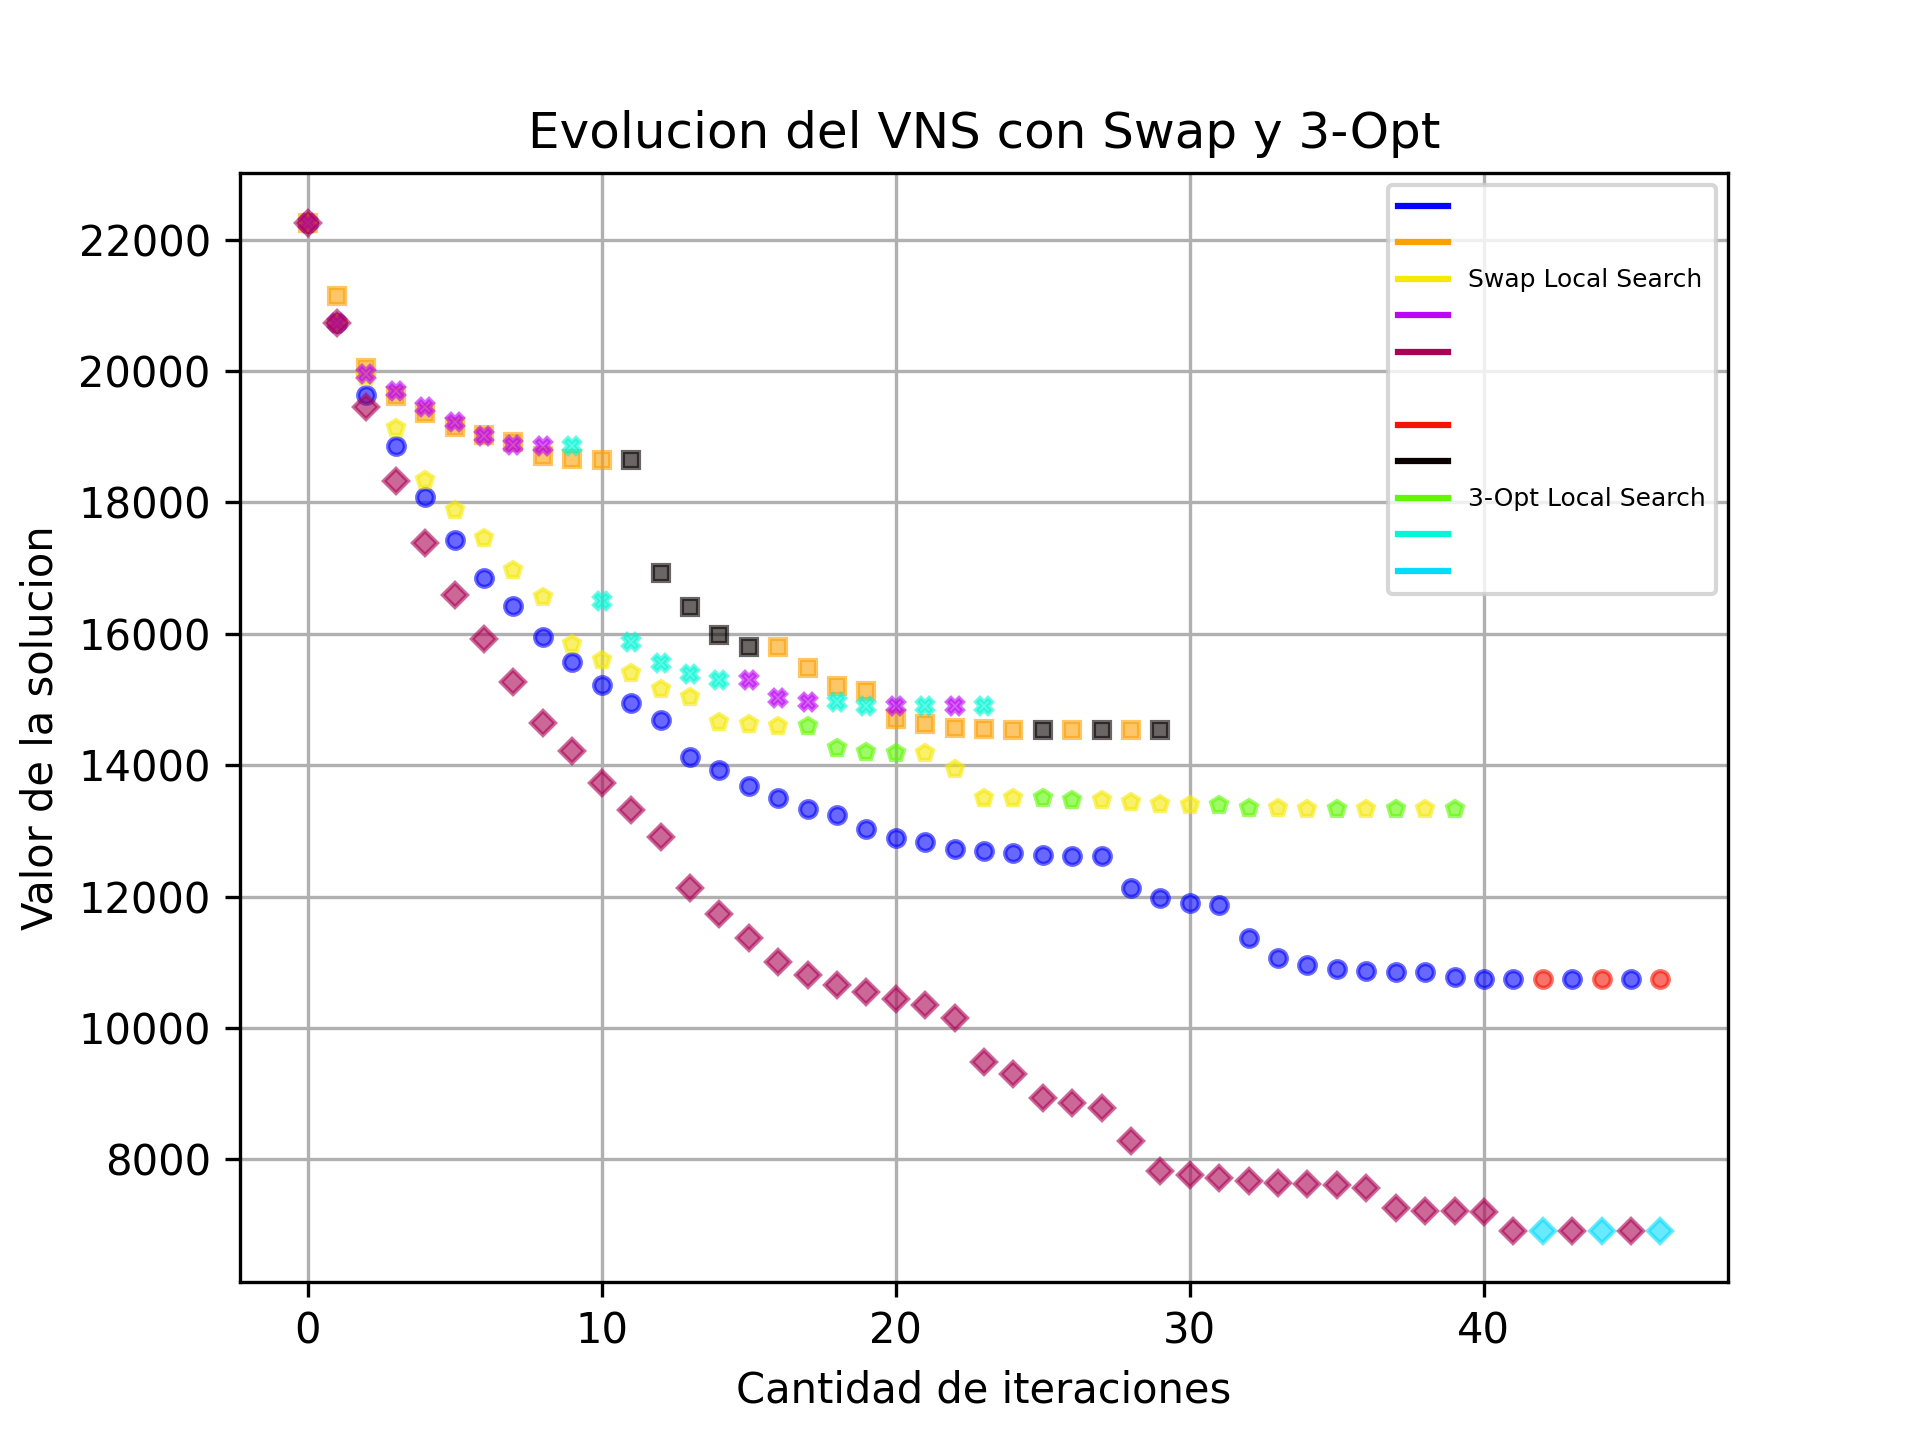 Evolucion del VNS con Swap y 3-Opt
22000
20000
18000
16000
14000
12000
10000
8000
Valor de la solucion
Swap Local Search
3-Opt Local Search
0 10 20 30 40
Cantidad de iteraciones